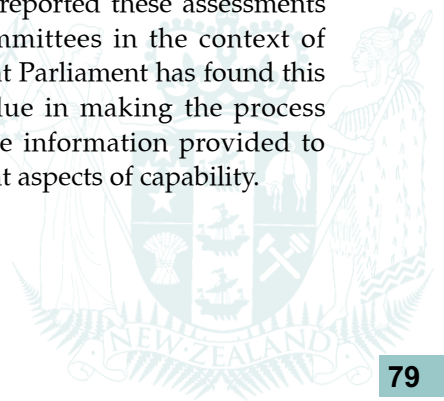 reported these assessments
mmittees in the context of
t Parliament has found this
lue in making the process
e information provided to
t aspects of capability.
NEW ZEALAND
79